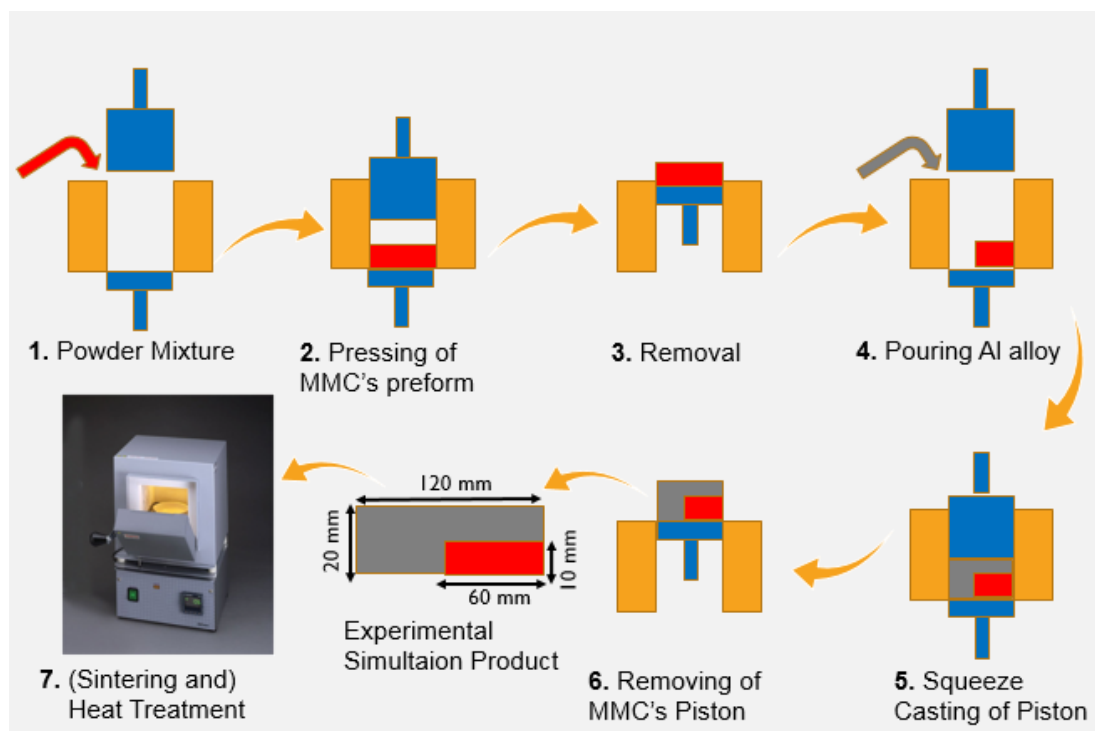 1. Powder Mixture
2. Pressing of
MMC's preform
3. Removal
4. Pouring Al alloy
120 mm
20 mm
10 mm
60 mm
Experimental
Simultaion Product
7. (Sintering and)
Heat Treatment
6. Removing of
MMC's Piston
5. Squeeze
Casting of Piston